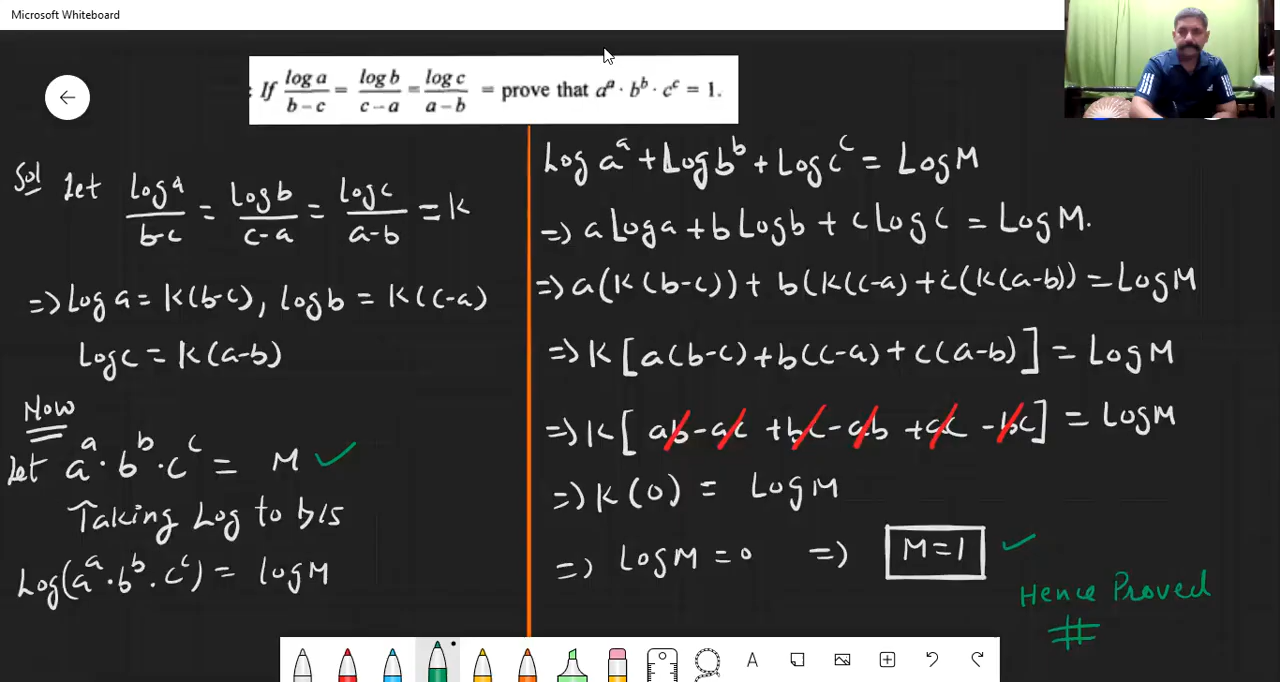 Microsoft Whiteboard
: If log a / b – c = log b / c – a = log c / a – b = prove that a^a · b^b · c^c = 1.
Sol Let Log a / b-c = Log b / c-a = Log c / a-b = K
=> Log a = K(b-c), log b = K(c-a)
Log c = K(a-b)
Now
Let a^a · b^b · c^c = M ✓
Taking Log to b/s
Log(a^a · b^b · c^c) = log M
Log a^a + Log b^b + Log c^c = Log M
=> a Log a + b Log b + c Log c = Log M.
=> a(K(b-c)) + b(K(c-a) + c(K(a-b)) = Log M
=> K[a(b-c) + b(c-a) + c(a-b)] = Log M
=> K[ab - ac + bc - ab + ac - bc] = Log M
=> K(0) = Log M
=> Log M = 0 => M = 1 ✓
Hence Proved
A